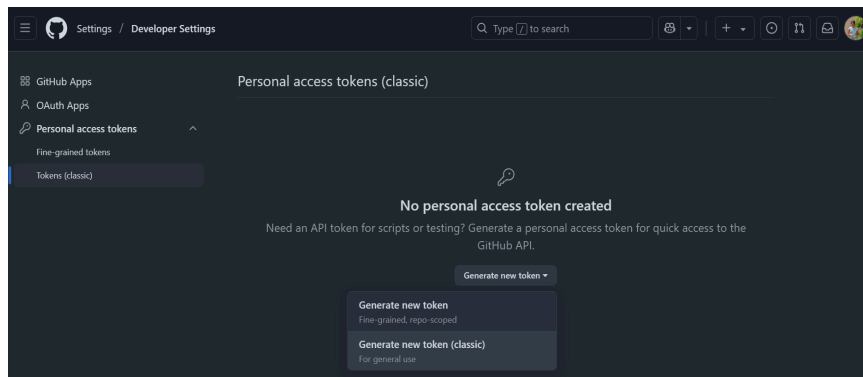 Settings / Developer Settings
Type / to search
GitHub Apps
OAuth Apps
Personal access tokens
Fine-grained tokens
Tokens (classic)
Personal access tokens (classic)
No personal access token created
Need an API token for scripts or testing? Generate a personal access token for quick access to the
GitHub API.
Generate new token
Generate new token
Fine-grained, repo-scoped
Generate new token (classic)
For general use